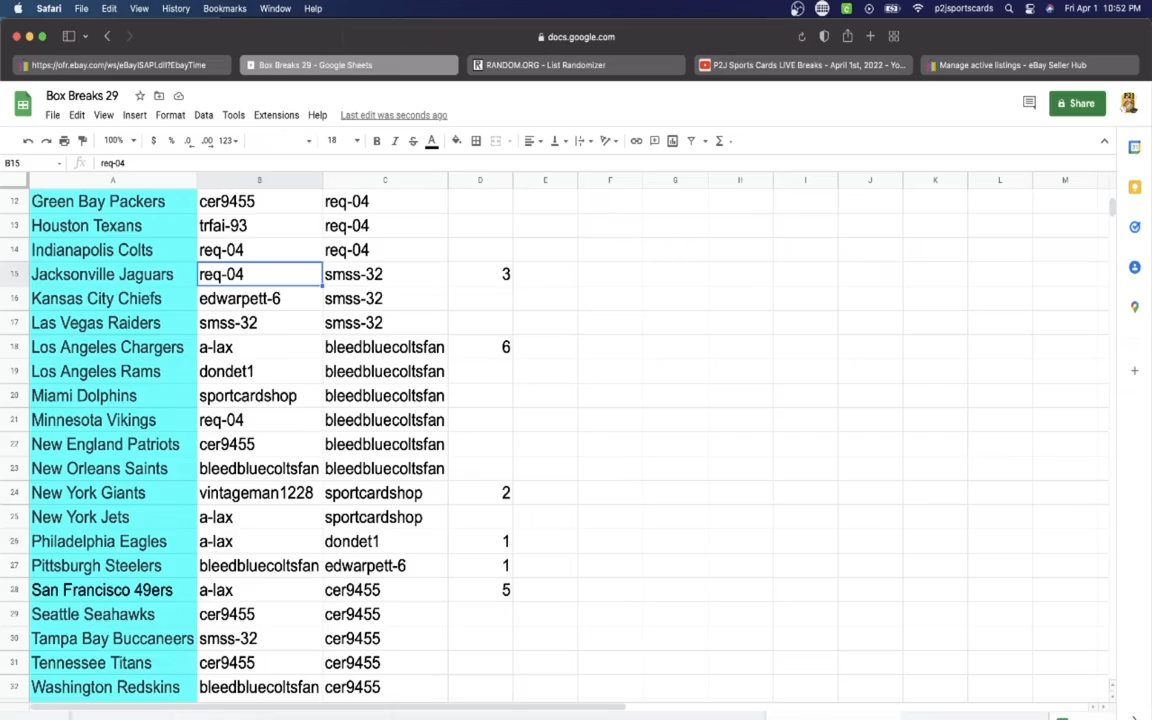 Safari File Edit View History Bookmarks Window Help p2jsportscards Fri Apr 1 10:52 PM
docs.google.com
https://ofr.ebay.com/ws/eBayISAPI.dll?EbayTime Box Breaks 29 - Google Sheets RANDOM.ORG - List Randomizer P2J Sports Cards LIVE Breaks - April 1st, 2022 - Yo... Manage active listings - eBay Seller Hub
Box Breaks 29
File Edit View Insert Format Data Tools Extensions Help Last edit was seconds ago
Share
100% $ % .0 .00 123 18 B I S A
B15 fx req-04
A B C D E F G H I J K L M
12 Green Bay Packers cer9455 req-04
13 Houston Texans trfai-93 req-04
14 Indianapolis Colts req-04 req-04
15 Jacksonville Jaguars req-04 smss-32 3
16 Kansas City Chiefs edwarpett-6 smss-32
17 Las Vegas Raiders smss-32 smss-32
18 Los Angeles Chargers a-lax bleedbluecoltsfan 6
19 Los Angeles Rams dondet1 bleedbluecoltsfan
20 Miami Dolphins sportcardshop bleedbluecoltsfan
21 Minnesota Vikings req-04 bleedbluecoltsfan
22 New England Patriots cer9455 bleedbluecoltsfan
23 New Orleans Saints bleedbluecoltsfan bleedbluecoltsfan
24 New York Giants vintageman1228 sportcardshop 2
25 New York Jets a-lax sportcardshop
26 Philadelphia Eagles a-lax dondet1 1
27 Pittsburgh Steelers bleedbluecoltsfan edwarpett-6 1
28 San Francisco 49ers a-lax cer9455 5
29 Seattle Seahawks cer9455 cer9455
30 Tampa Bay Buccaneers smss-32 cer9455
31 Tennessee Titans cer9455 cer9455
32 Washington Redskins bleedbluecoltsfan cer9455